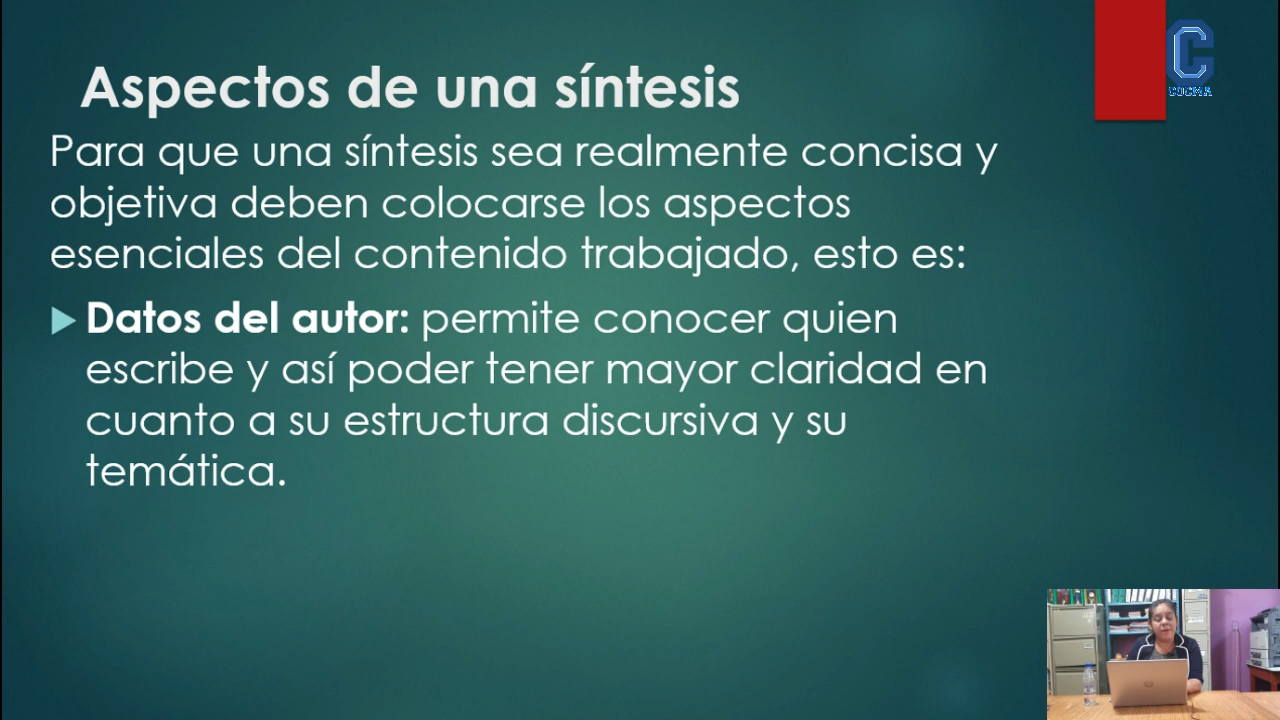 Aspectos de una síntesis
Para que una síntesis sea realmente concisa y
objetiva deben colocarse los aspectos
esenciales del contenido trabajado, esto es:
Datos del autor: permite conocer quien
escribe y así poder tener mayor claridad en
cuanto a su estructura discursiva y su
temática.
C